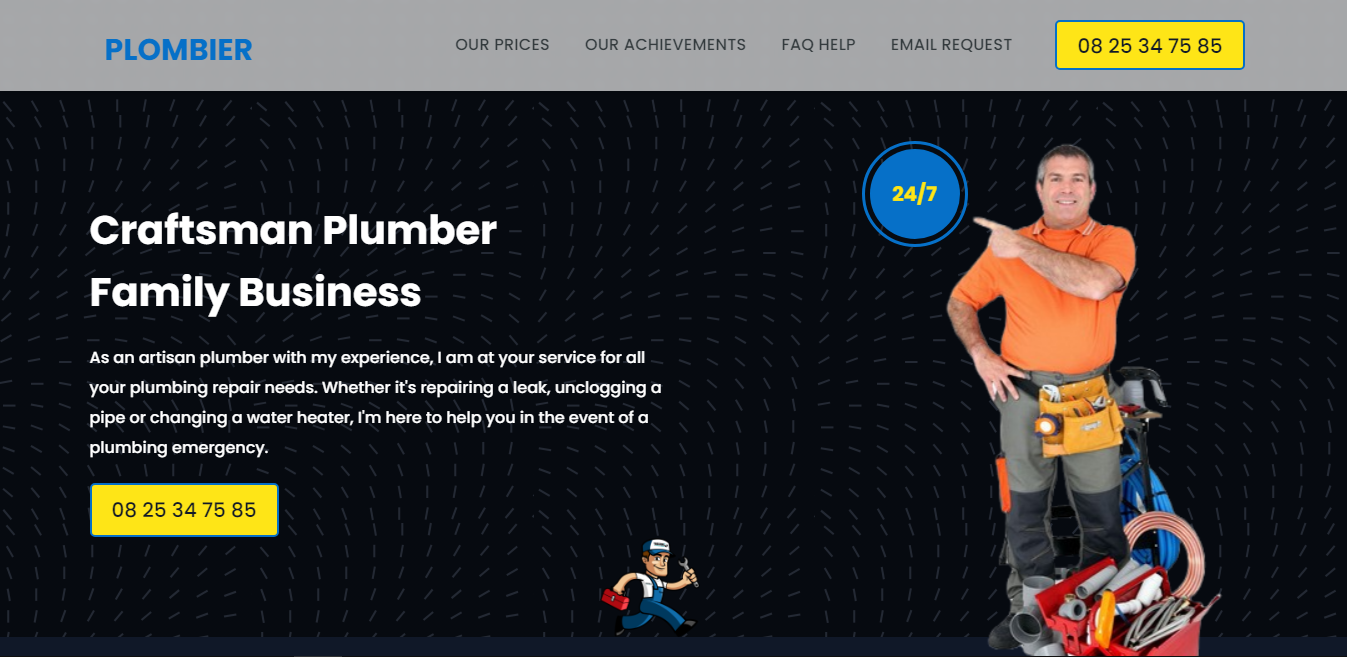 PLOMBIER
OUR PRICES
OUR ACHIEVEMENTS
FAQ HELP
EMAIL REQUEST
08 25 34 75 85
24/7
Craftsman Plumber
Family Business
As an artisan plumber with my experience, I am at your service for all
your plumbing repair needs. Whether it's repairing a leak, unclogging a
pipe or changing a water heater, I'm here to help you in the event of a
plumbing emergency.
08 25 34 75 85